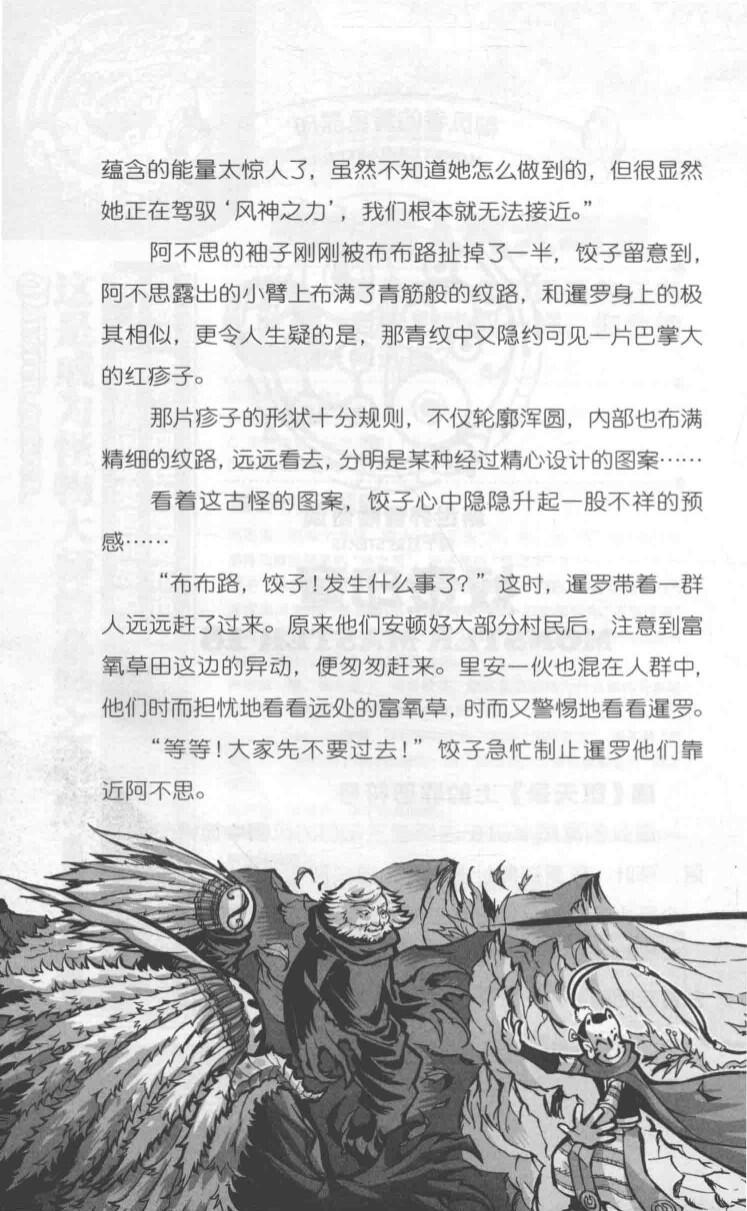 蕴含的能量太惊人了，虽然不知道她怎么做到的，但很显然
她正在驾驭‘风神之力’，我们根本就无法接近。”
阿不思的袖子刚刚被布布路扯掉了一半，饺子留意到，
阿不思露出的小臂上布满了青筋般的纹路，和暹罗身上的极
其相似，更令人生疑的是，那青纹中又隐约可见一片巴掌大
的红疹子。
那片疹子的形状十分规则，不仅轮廓浑圆，内部也布满
精细的纹路，远远看去，分明是某种经过精心设计的图案……
看着这古怪的图案，饺子心中隐隐升起一股不祥的预
感……
“布布路，饺子！发生什么事了？”这时，暹罗带着一群
人远远赶了过来。原来他们安顿好大部分村民后，注意到富
氧草田这边的异动，便匆匆赶来。里安一伙也混在人群中，
他们时而担忧地看看远处的富氧草，时而又警惕地看看暹罗。
“等等！大家先不要过去！”饺子急忙制止暹罗他们靠
近阿不思。